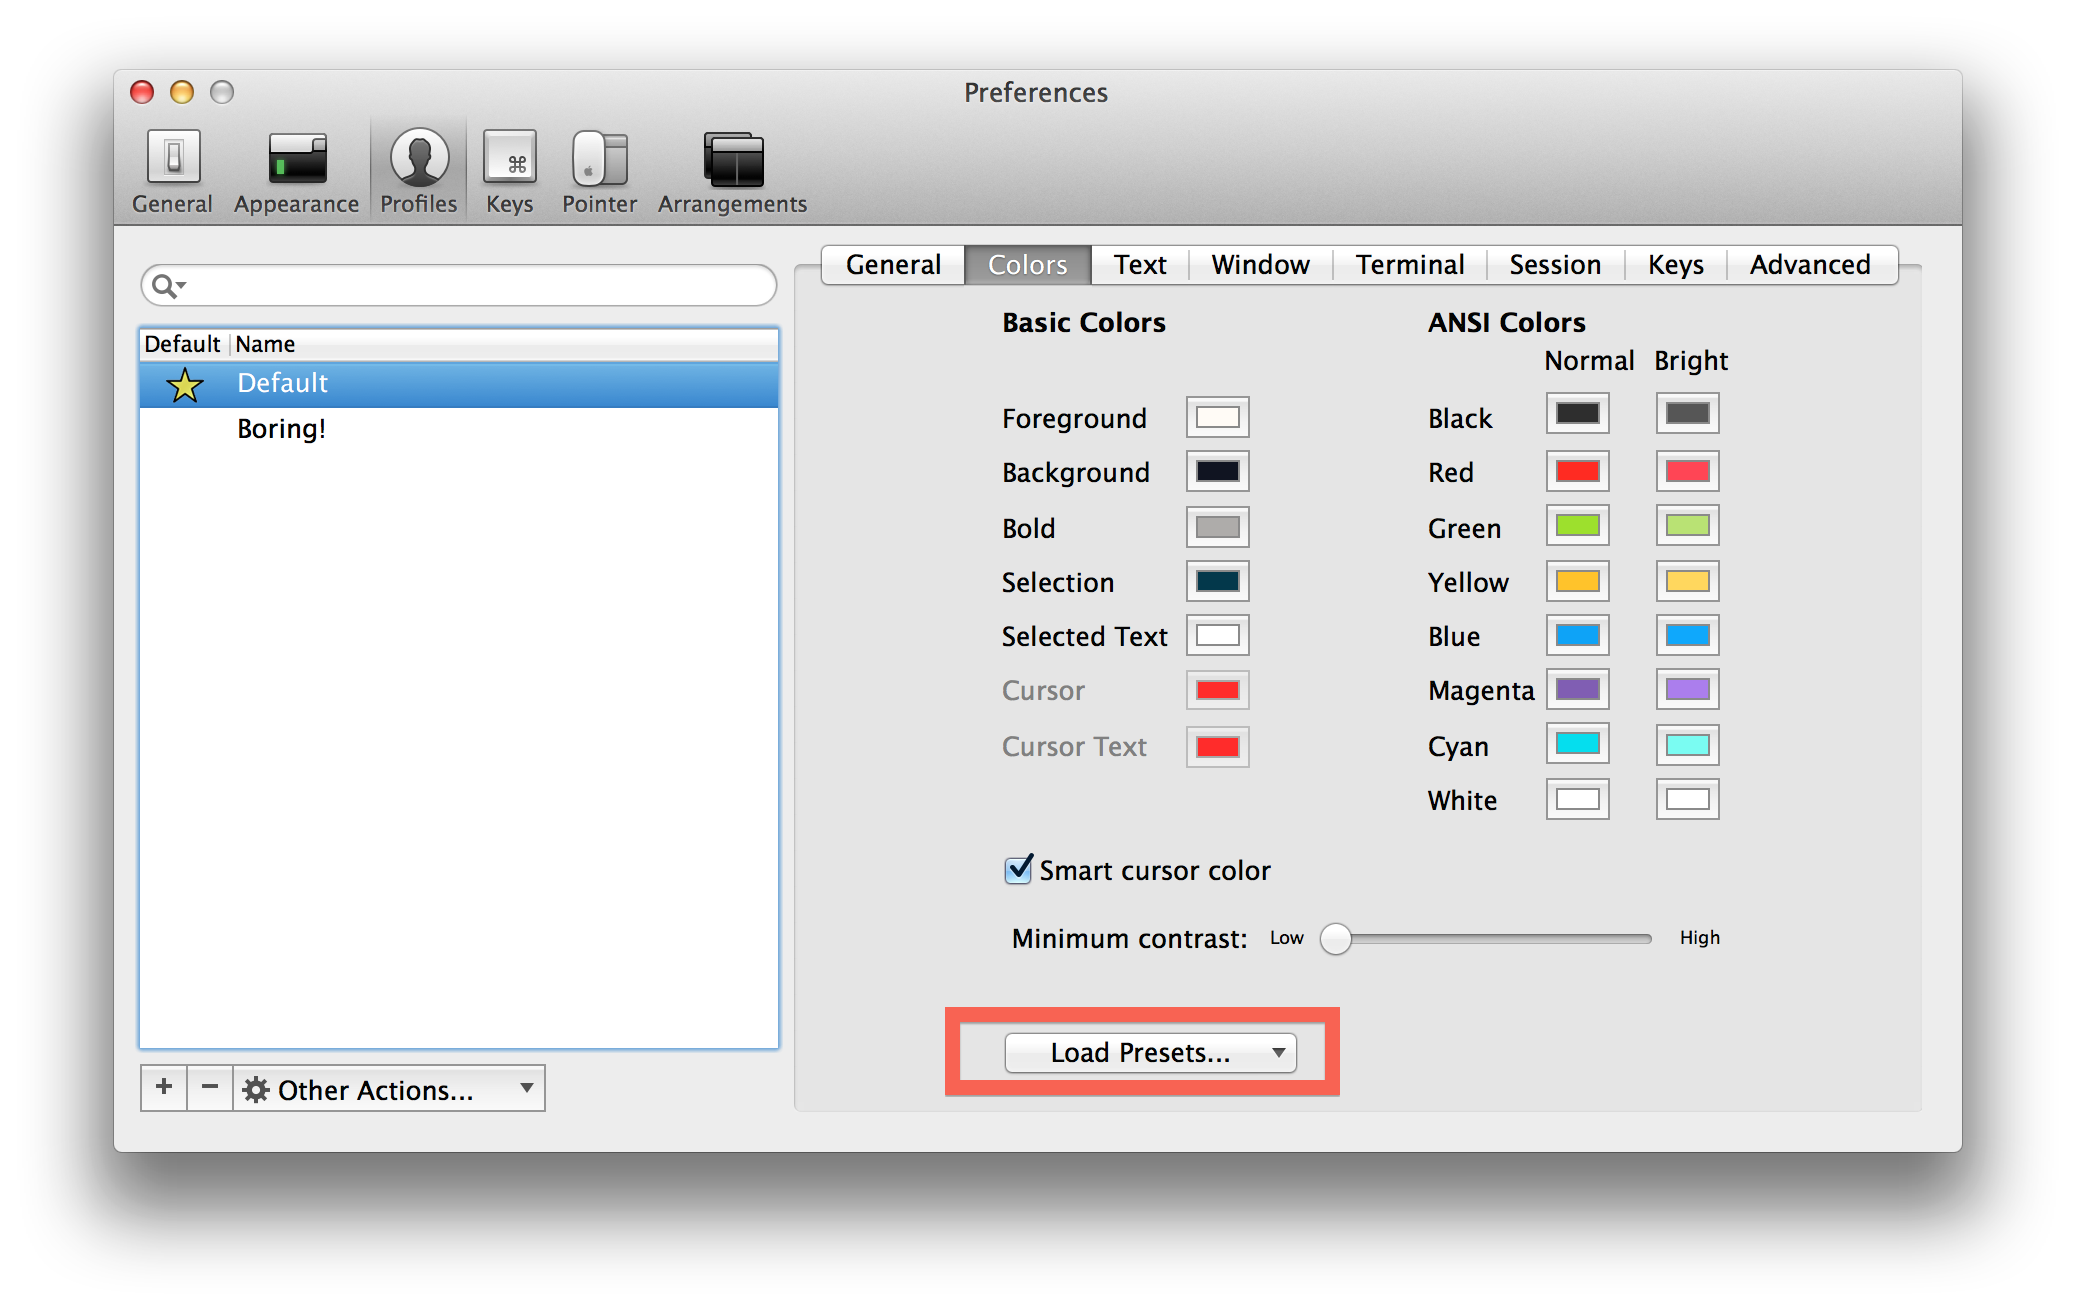 Preferences
General Appearance Profiles Keys Pointer Arrangements
General Colors Text Window Terminal Session Keys Advanced
Default Name
Default
Boring!
Other Actions...
Basic Colors
Foreground
Background
Bold
Selection
Selected Text
Cursor
Cursor Text
ANSI Colors
Normal Bright
Black
Red
Green
Yellow
Blue
Magenta
Cyan
White
Smart cursor color
Minimum contrast: Low High
Load Presets...